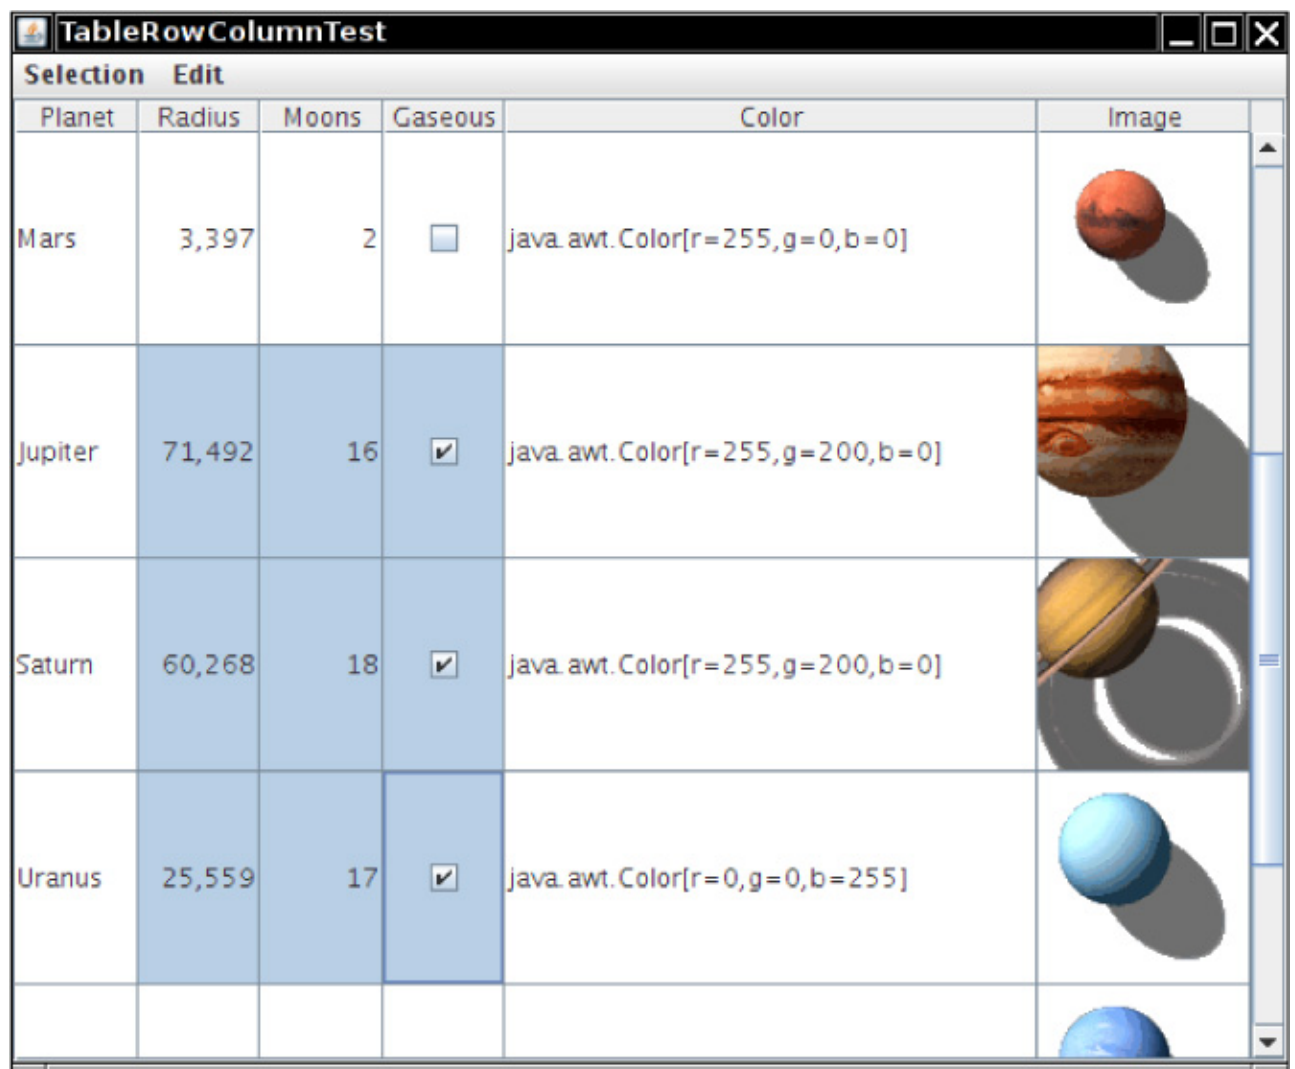 TableRowColumnTest
Selection Edit
Planet Radius Moons Gaseous Color Image
Mars 3,397 2 java.awt.Color[r=255,g=0,b=0]
Jupiter 71,492 16 java.awt.Color[r=255,g=200,b=0]
Saturn 60,268 18 java.awt.Color[r=255,g=200,b=0]
Uranus 25,559 17 java.awt.Color[r=0,g=0,b=255]